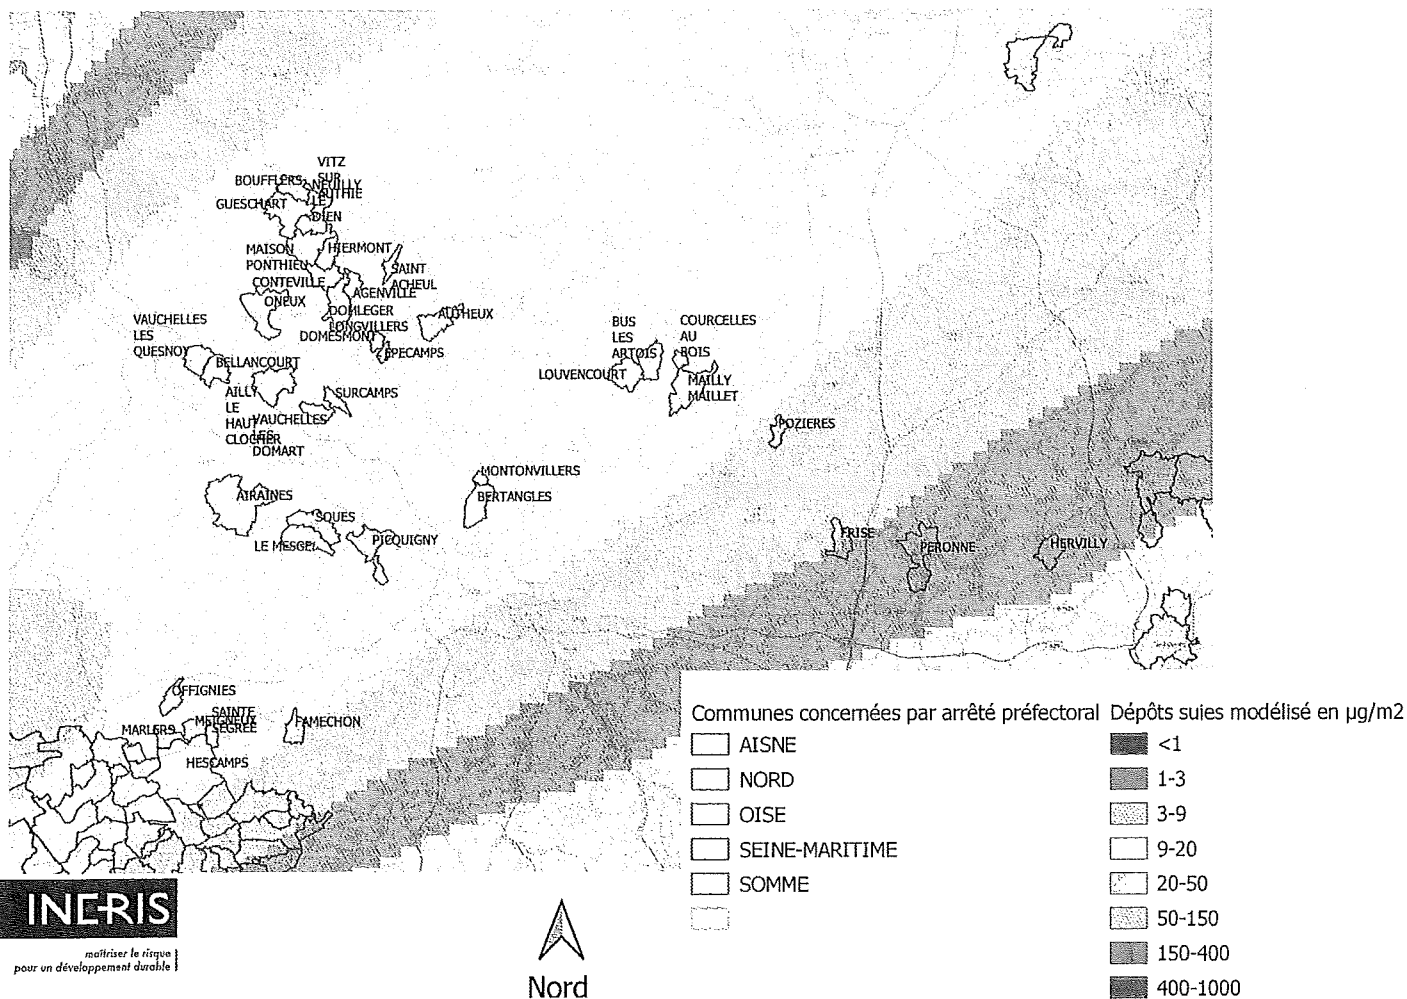 VITZ
SUR
AUTHIE
BOUFFLERS
NEUILLY
LE
DIEN
GUESCHART
MAISON
PONTHIEU
HIERMONT
SAINT
ACHEUL
CONTEVILLE
AGENVILLE
ONEUX
DOMLEGER
LONGVILLERS
AUTHEUX
DOMESMONT
EPECAMPS
VAUCHELLES
LES
QUESNOY
BELLANCOURT
AILLY
LE
HAUT
CLOCHER
SURCAMPS
VAUCHELLES
LES
DOMART
BUS
LES
ARTOIS
COURCELLES
AU
BOIS
LOUVENCOURT
MAILLY
MAILLET
POZIERES
MONTONVILLERS
BERTANGLES
AIRAINES
SOUES
LE MESGE
PICQUIGNY
FRISE
PERONNE
HERVILLY
OFFIGNIES
SAINTE
SEGREE
MEIGNEUX
MARLERS
FAMECHON
HESCAMPS
Communes concernées par arrêté préfectoral
AISNE
NORD
OISE
SEINE-MARITIME
SOMME
Dépôts suies modélisé en µg/m2
<1
1-3
3-9
9-20
20-50
50-150
150-400
400-1000
INERIS
maîtriser le risque
pour un développement durable
Nord